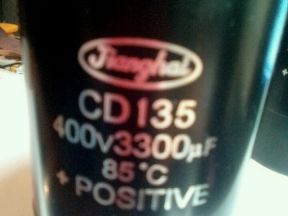 Jianghai
CD135
400V3300μF
85°C
+ POSITIVE